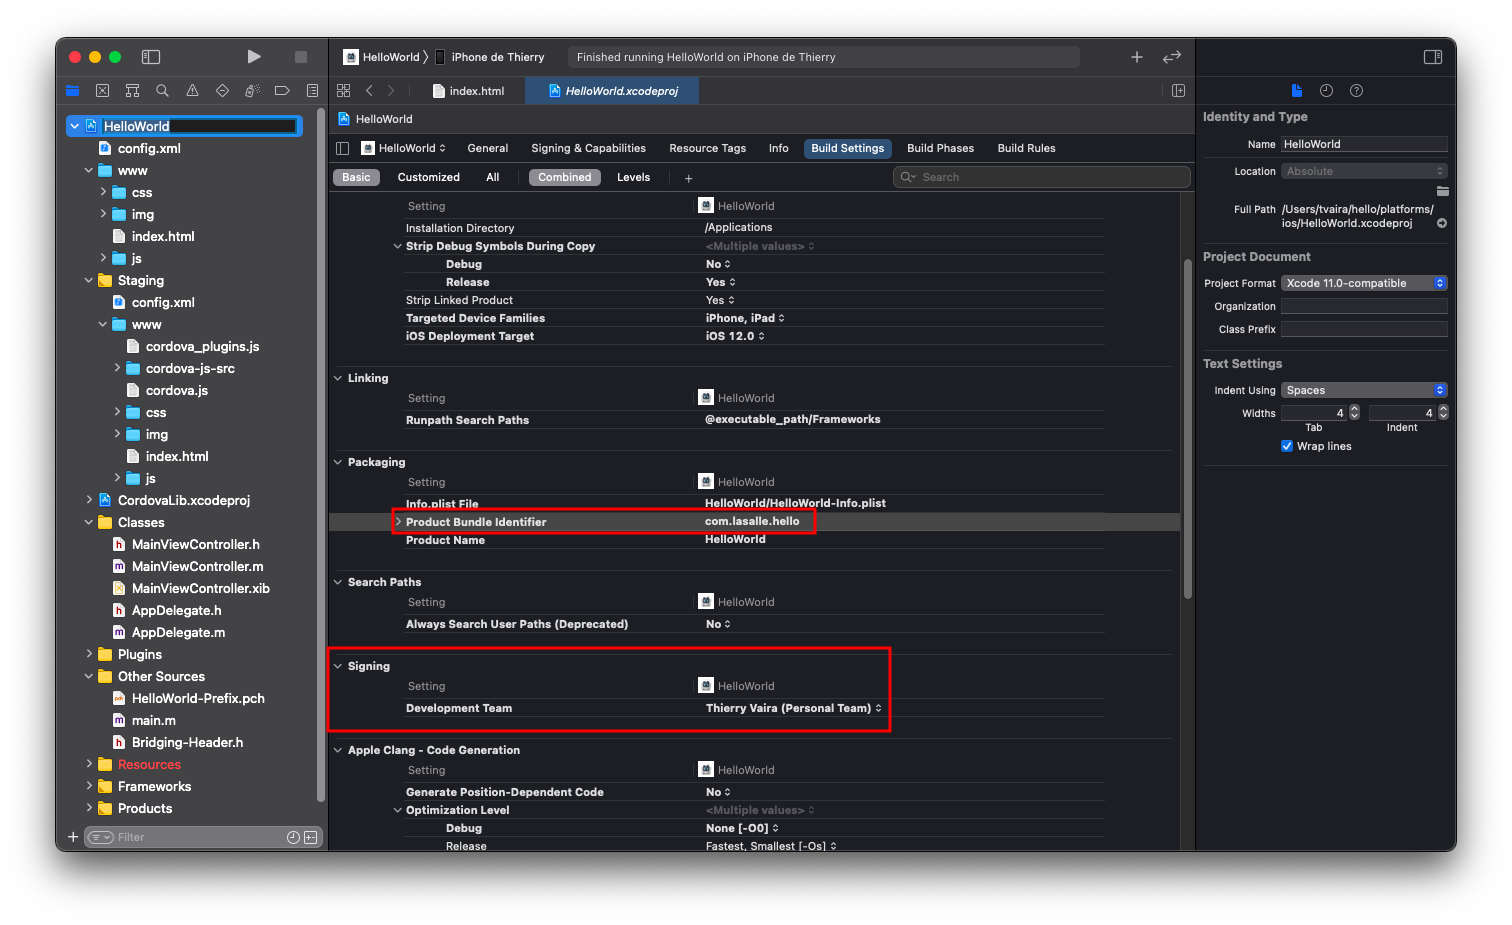 HelloWorld 〉 iPhone de Thierry
Finished running HelloWorld on iPhone de Thierry
index.html
HelloWorld.xcodeproj
HelloWorld
HelloWorld
config.xml
www
css
img
index.html
js
Staging
config.xml
www
cordova_plugins.js
cordova-js-src
cordova.js
css
img
index.html
js
CordovaLib.xcodeproj
Classes
MainViewController.h
MainViewController.m
MainViewController.xib
AppDelegate.h
AppDelegate.m
Plugins
Other Sources
HelloWorld-Prefix.pch
main.m
Bridging-Header.h
Resources
Frameworks
Products
Filter
HelloWorld General Signing & Capabilities Resource Tags Info Build Settings Build Phases Build Rules
Basic Customized All Combined Levels + Search
Setting HelloWorld
Installation Directory /Applications
Strip Debug Symbols During Copy <Multiple values>
Debug No
Release Yes
Strip Linked Product Yes
Targeted Device Families iPhone, iPad
iOS Deployment Target iOS 12.0
Linking
Setting HelloWorld
Runpath Search Paths @executable_path/Frameworks
Packaging
Setting HelloWorld
Info.plist File HelloWorld/HelloWorld-Info.plist
Product Bundle Identifier com.lasalle.hello
Product Name HelloWorld
Search Paths
Setting HelloWorld
Always Search User Paths (Deprecated) No
Signing
Setting HelloWorld
Development Team Thierry Vaira (Personal Team)
Apple Clang - Code Generation
Setting HelloWorld
Generate Position-Dependent Code No
Optimization Level <Multiple values>
Debug None [-O0]
Release Fastest, Smallest [-Os]
Identity and Type
Name HelloWorld
Location Absolute
Full Path /Users/tvaira/hello/platforms/
ios/HelloWorld.xcodeproj
Project Document
Project Format Xcode 11.0-compatible
Organization
Class Prefix
Text Settings
Indent Using Spaces
Widths 4 4
Tab Indent
Wrap lines